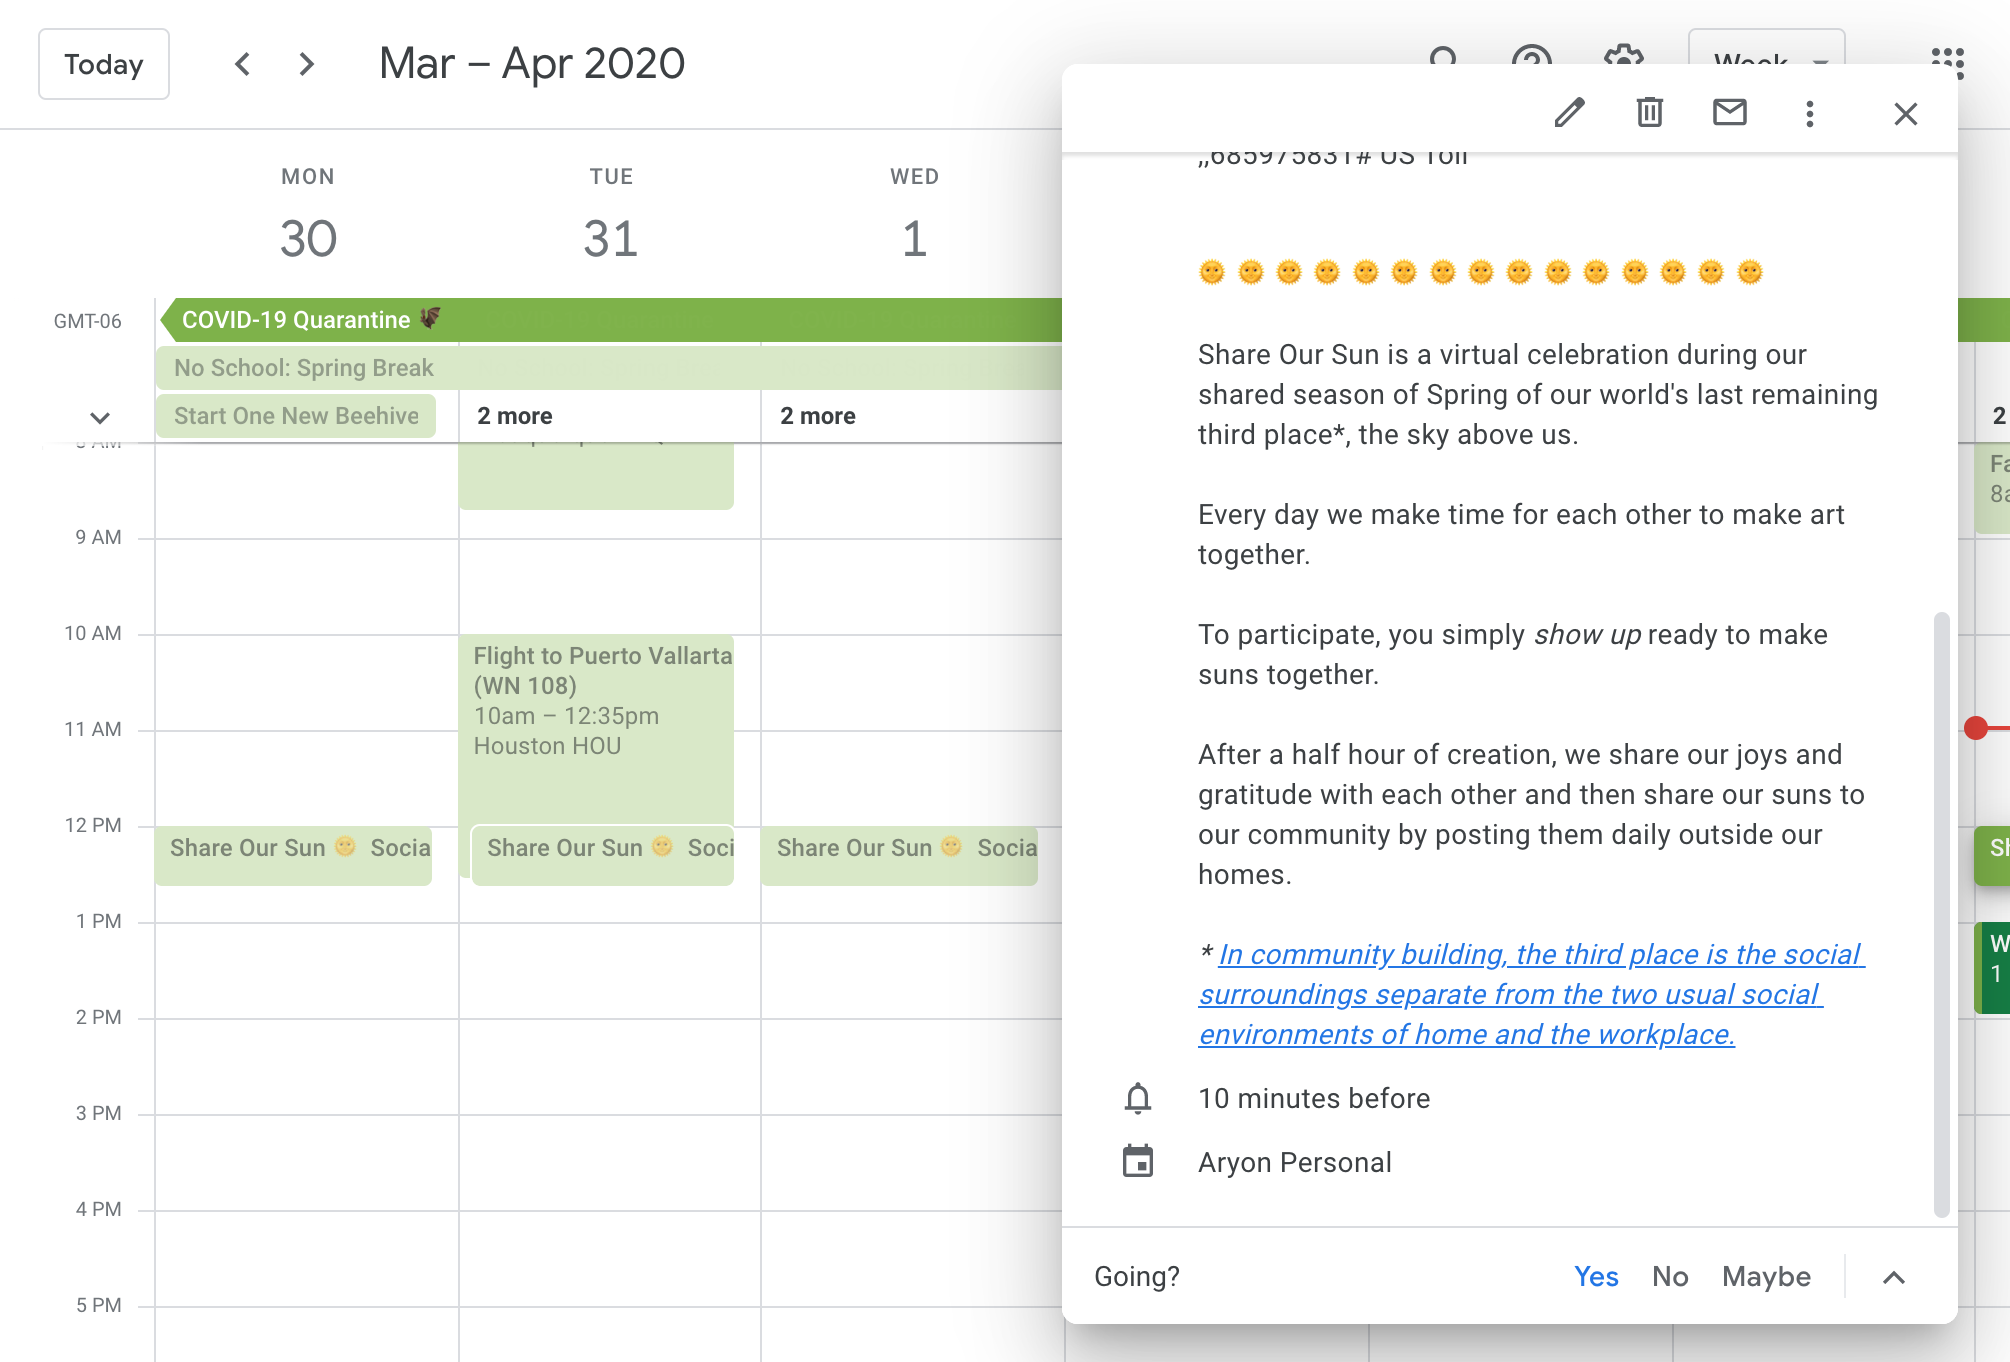 Today
Mar – Apr 2020
Week
,,685975831# US Toll
MON
TUE
WED
30
31
1
GMT-06
COVID-19 Quarantine
No School: Spring Break
Start One New Beehive
2 more
2 more
2
8 AM
9 AM
10 AM
11 AM
12 PM
1 PM
2 PM
3 PM
4 PM
5 PM
Flight to Puerto Vallarta
(WN 108)
10am – 12:35pm
Houston HOU
Share Our Sun 🌞 Socia
Share Our Sun 🌞 Soci
Share Our Sun 🌞 Socia
🌞 🌞 🌞 🌞 🌞 🌞 🌞 🌞 🌞 🌞 🌞 🌞 🌞 🌞 🌞
Share Our Sun is a virtual celebration during our
shared season of Spring of our world's last remaining
third place*, the sky above us.
Every day we make time for each other to make art
together.
To participate, you simply show up ready to make
suns together.
After a half hour of creation, we share our joys and
gratitude with each other and then share our suns to
our community by posting them daily outside our
homes.
* In community building, the third place is the social
surroundings separate from the two usual social
environments of home and the workplace.
10 minutes before
Aryon Personal
Going?
Yes
No
Maybe
Fa
8a
Sh
W
1